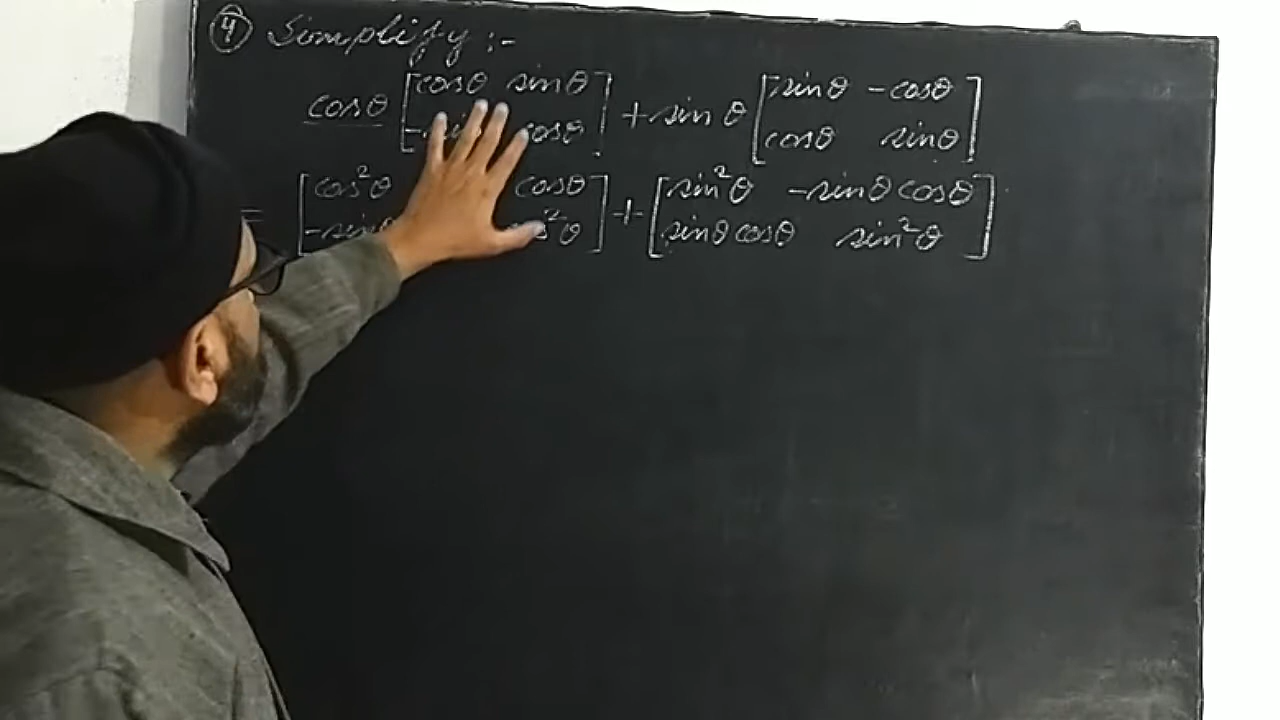 ④ Simplify :-
cosθ [cosθ sinθ] + sinθ [sinθ -cosθ]
[-sin cosθ] [cosθ sinθ]
= [cos²θ cosθ] + [sin²θ -sinθcosθ]
[-sinθ cos²θ] [sinθcosθ sin²θ]